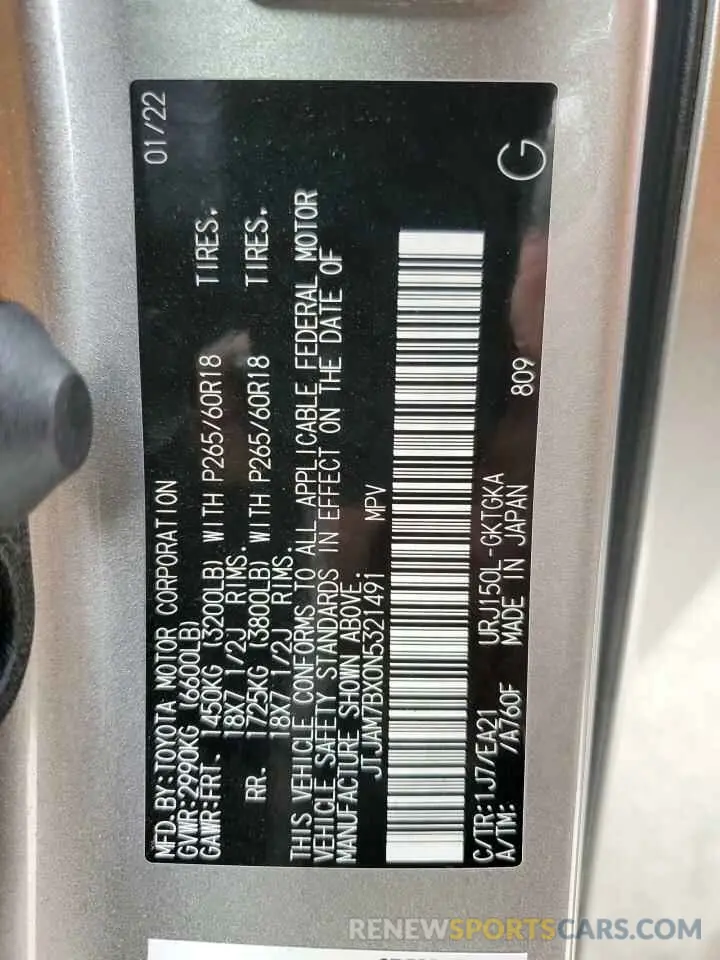 MFD.BY:TOYOTA MOTOR CORPORATION 01/22
GVWR:2990KG (6600LB)
GAWR:FRT. 1450KG (3200LB) WITH P265/60R18 TIRES.
18X7 1/2J RIMS.
RR. 1725KG (3800LB) WITH P265/60R18 TIRES.
18X7 1/2J RIMS.
THIS VEHICLE CONFORMS TO ALL APPLICABLE FEDERAL MOTOR
VEHICLE SAFETY STANDARDS IN EFFECT ON THE DATE OF
MANUFACTURE SHOWN ABOVE.
JTJAM7BX0N5321491 MPV
C/TR:1J7/EA21 URJ150L-GKTGKA
A/TM: /A760F MADE IN JAPAN 809
G
RENEWSPORTSCARS.COM